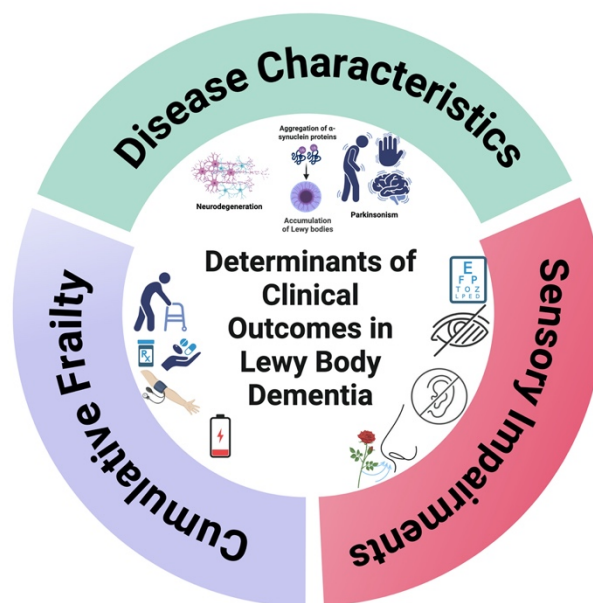 Disease Characteristics
Aggregation of α-
synuclein proteins
Neurodegeneration
Accumulation
of Lewy bodies
Parkinsonism
Determinants of
Clinical
Outcomes in
Lewy Body
Dementia
Cumulative Frailty
Rx
E
F P
T O Z
L P E D
Sensory Impairments